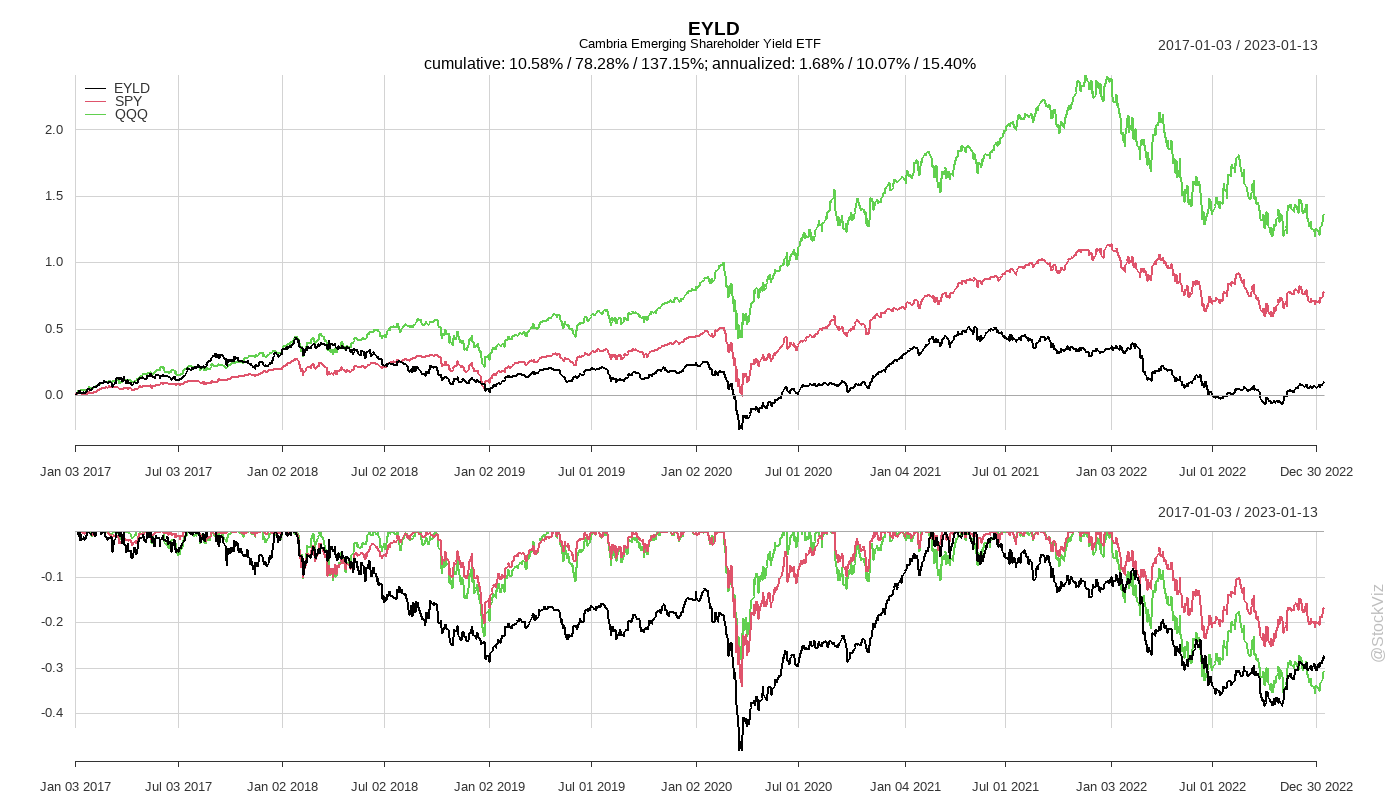 EYLD
Cambria Emerging Shareholder Yield ETF
2017-01-03 / 2023-01-13
cumulative: 10.58% / 78.28% / 137.15%; annualized: 1.68% / 10.07% / 15.40%
EYLD
SPY
QQQ
2.0
1.5
1.0
0.5
0.0
Jan 03 2017 Jul 03 2017 Jan 02 2018 Jul 02 2018 Jan 02 2019 Jul 01 2019 Jan 02 2020 Jul 01 2020 Jan 04 2021 Jul 01 2021 Jan 03 2022 Jul 01 2022 Dec 30 2022
2017-01-03 / 2023-01-13
-0.1
-0.2
-0.3
-0.4
Jan 03 2017 Jul 03 2017 Jan 02 2018 Jul 02 2018 Jan 02 2019 Jul 01 2019 Jan 02 2020 Jul 01 2020 Jan 04 2021 Jul 01 2021 Jan 03 2022 Jul 01 2022 Dec 30 2022
@StockViz